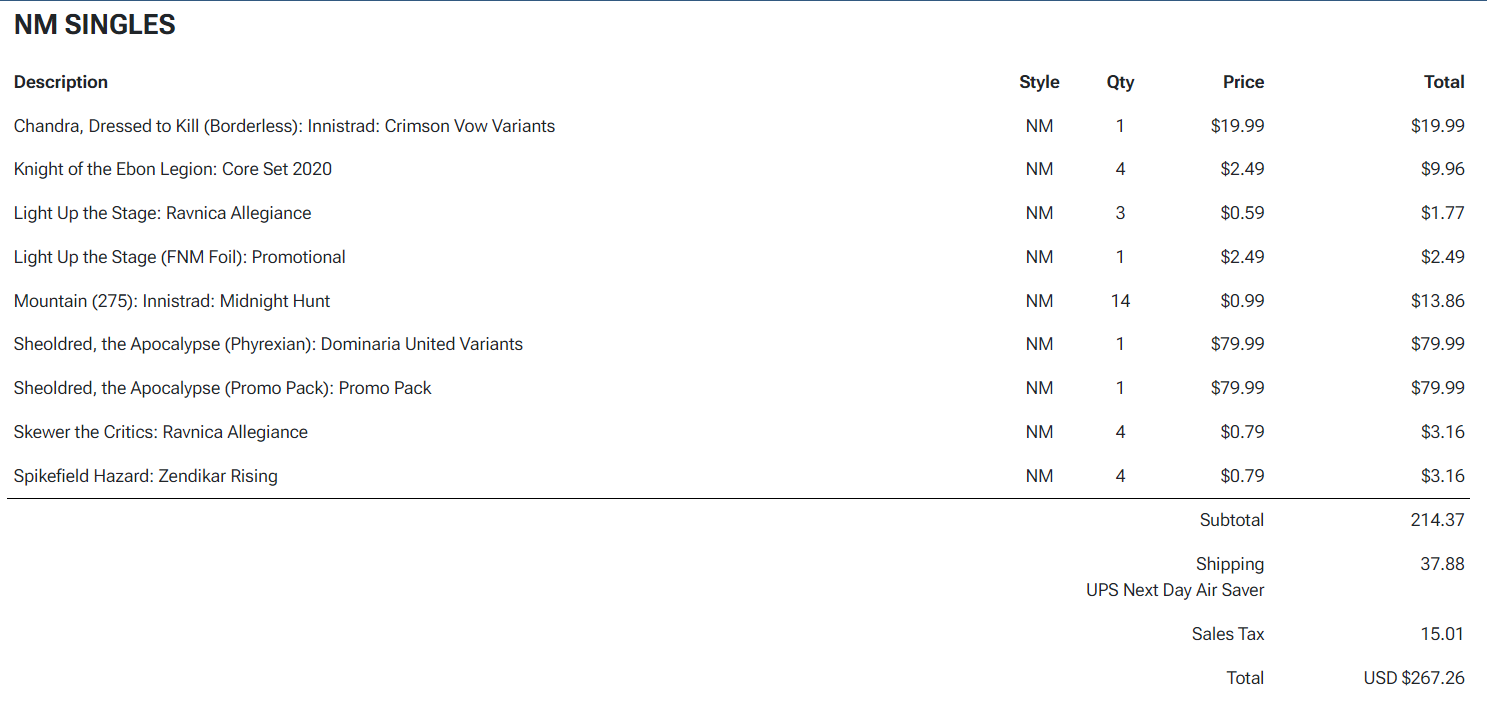 NM SINGLES
Description Style Qty Price Total
Chandra, Dressed to Kill (Borderless): Innistrad: Crimson Vow Variants NM 1 $19.99 $19.99
Knight of the Ebon Legion: Core Set 2020 NM 4 $2.49 $9.96
Light Up the Stage: Ravnica Allegiance NM 3 $0.59 $1.77
Light Up the Stage (FNM Foil): Promotional NM 1 $2.49 $2.49
Mountain (275): Innistrad: Midnight Hunt NM 14 $0.99 $13.86
Sheoldred, the Apocalypse (Phyrexian): Dominaria United Variants NM 1 $79.99 $79.99
Sheoldred, the Apocalypse (Promo Pack): Promo Pack NM 1 $79.99 $79.99
Skewer the Critics: Ravnica Allegiance NM 4 $0.79 $3.16
Spikefield Hazard: Zendikar Rising NM 4 $0.79 $3.16
Subtotal 214.37
Shipping 37.88
UPS Next Day Air Saver
Sales Tax 15.01
Total USD $267.26